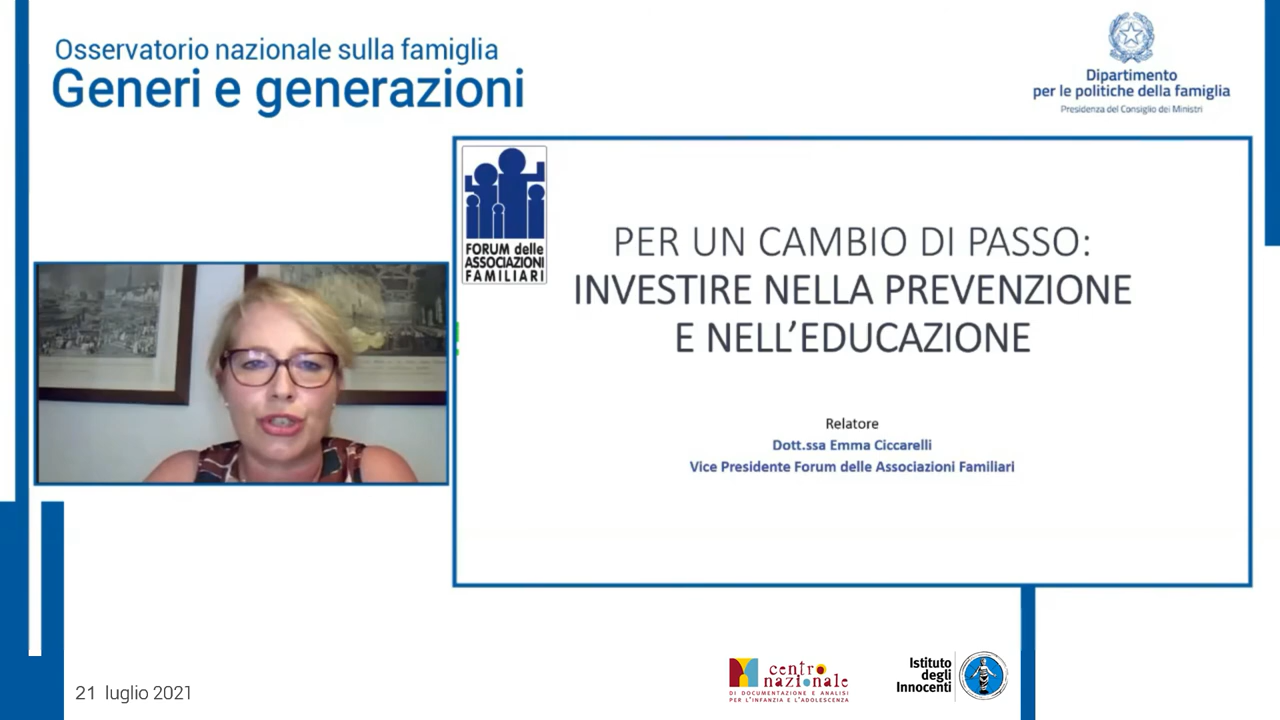 Osservatorio nazionale sulla famiglia
Generi e generazioni
Dipartimento
per le politiche della famiglia
Presidenza del Consiglio dei Ministri
FORUM delle
ASSOCIAZIONI
FAMILIARI
PER UN CAMBIO DI PASSO:
INVESTIRE NELLA PREVENZIONE
E NELL'EDUCAZIONE
Relatore
Dott.ssa Emma Ciccarelli
Vice Presidente Forum delle Associazioni Familiari
21 luglio 2021
centro
nazionale
DI DOCUMENTAZIONE E ANALISI
PER L'INFANZIA E L'ADOLESCENZA
Istituto
degli
Innocenti